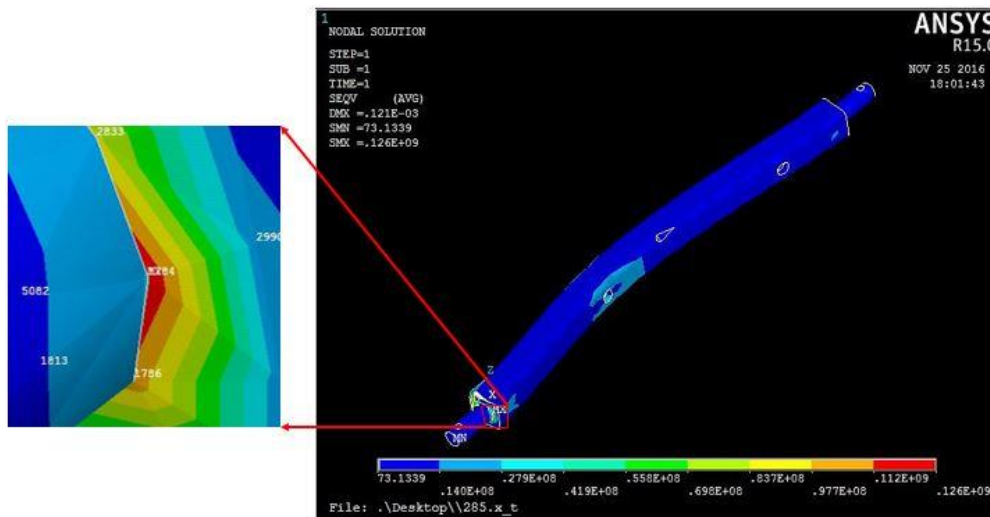 2833
2990
5082
1813
1786
1
NODAL SOLUTION
STEP=1
SUB =1
TIME=1
SEQV (AVG)
DMX =.121E-03
SMN =73.1339
SMX =.126E+09
ANSYS
R15.0
NOV 25 2016
18:01:43
Z
X
MX
MN
73.1339 .279E+08 .558E+08 .837E+08 .112E+09
.140E+08 .419E+08 .698E+08 .977E+08 .126E+09
File: .\Desktop\\285.x_t